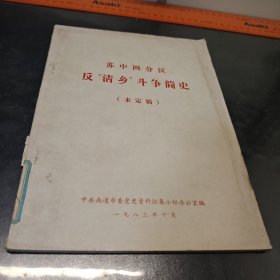 苏中四分区
反“清乡”斗争简史
（未定稿）
中共南通市委党史资料征集小组办公室编
一九八三年十月